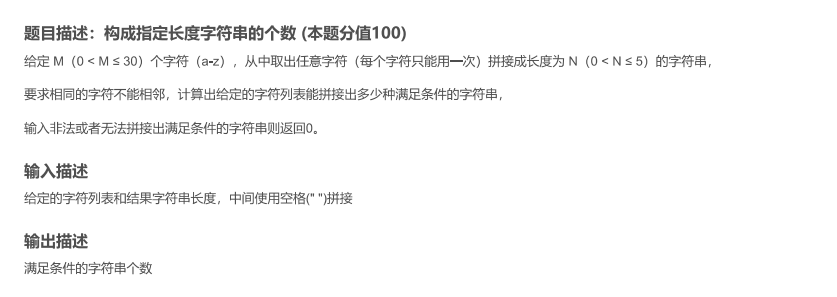 题目描述：构成指定长度字符串的个数 (本题分值100)
给定 M（0 < M ≤ 30）个字符（a-z），从中取出任意字符（每个字符只能用一次）拼接成长度为 N（0 < N ≤ 5）的字符串，
要求相同的字符不能相邻，计算出给定的字符列表能拼接出多少种满足条件的字符串，
输入非法或者无法拼接出满足条件的字符串则返回0。
输入描述
给定的字符列表和结果字符串长度，中间使用空格(" ")拼接
输出描述
满足条件的字符串个数